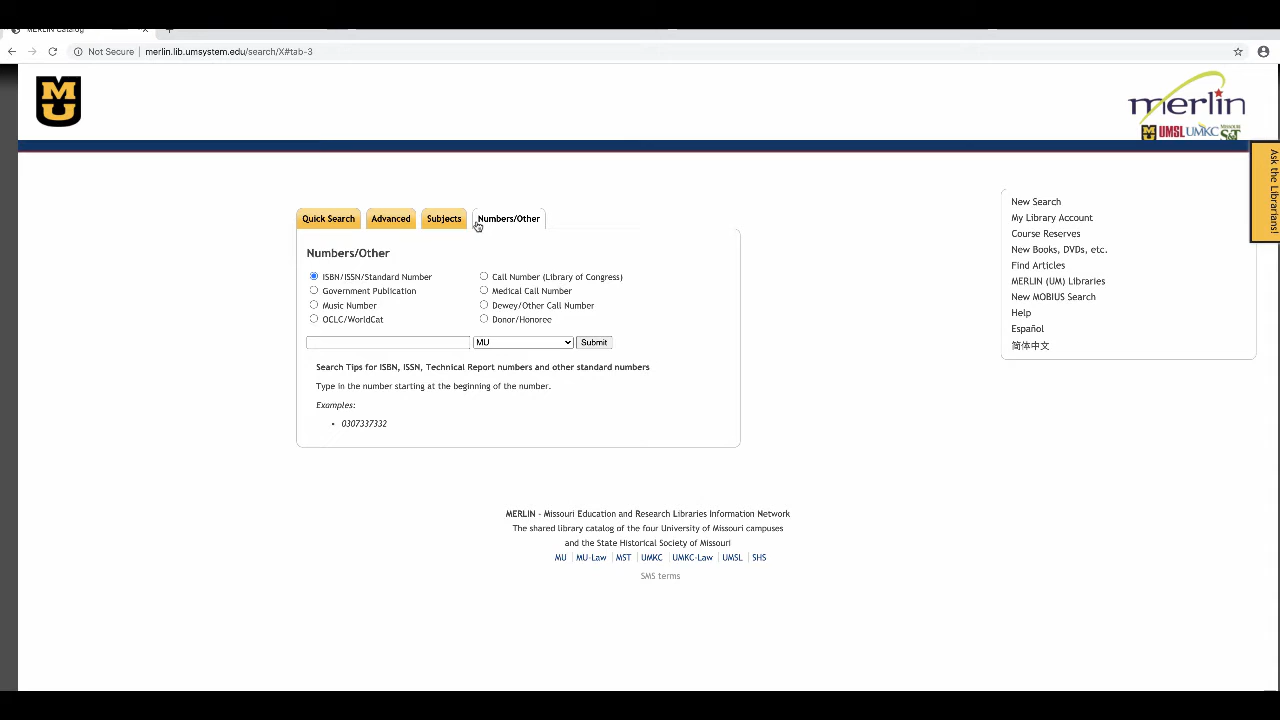 MERLIN Catalog
Not Secure merlin.lib.umsystem.edu/search/X#tab-3
MU
merlin
UMSL UMKC MISSOURI S&T
Ask the Librarians!
Quick Search Advanced Subjects Numbers/Other
Numbers/Other
ISBN/ISSN/Standard Number Call Number (Library of Congress)
Government Publication Medical Call Number
Music Number Dewey/Other Call Number
OCLC/WorldCat Donor/Honoree
MU Submit
Search Tips for ISBN, ISSN, Technical Report numbers and other standard numbers
Type in the number starting at the beginning of the number.
Examples:
• 0307337332
New Search
My Library Account
Course Reserves
New Books, DVDs, etc.
Find Articles
MERLIN (UM) Libraries
New MOBIUS Search
Help
Español
简体中文
MERLIN - Missouri Education and Research Libraries Information Network
The shared library catalog of the four University of Missouri campuses
and the State Historical Society of Missouri
MU | MU-Law | MST | UMKC | UMKC-Law | UMSL | SHS
SMS terms